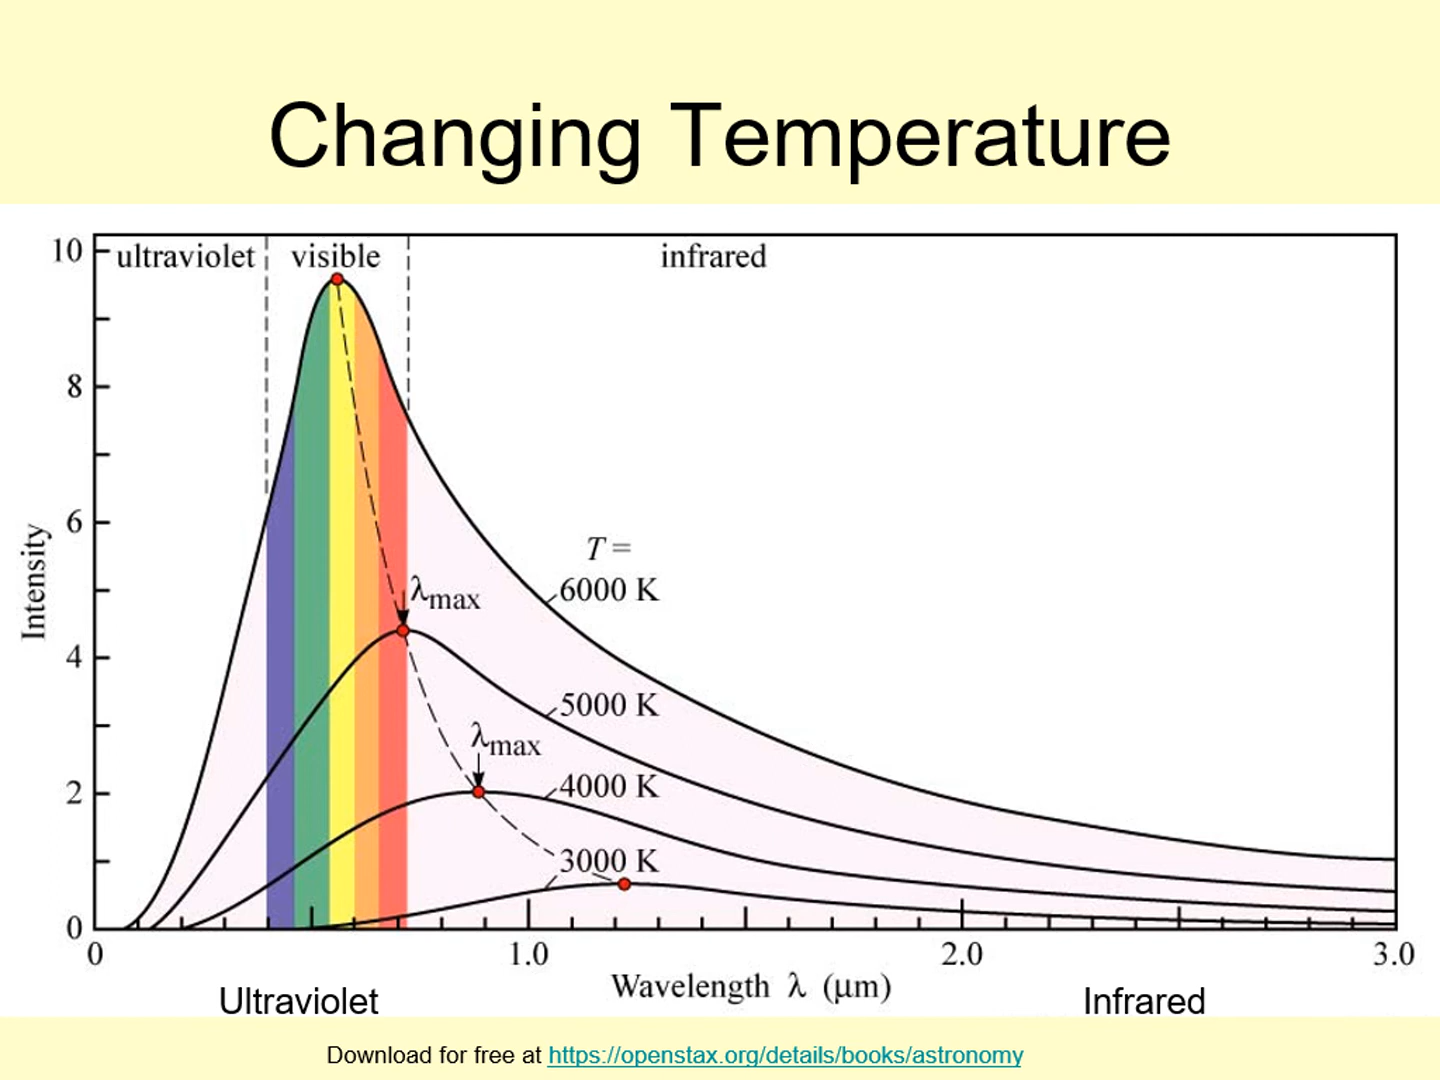 Changing Temperature
10
ultraviolet
visible
infrared
8
6
4
2
0
Intensity
T =
6000 K
λmax
5000 K
λmax
4000 K
3000 K
0
1.0
2.0
3.0
Wavelength λ (μm)
Ultraviolet
Infrared
Download for free at https://openstax.org/details/books/astronomy